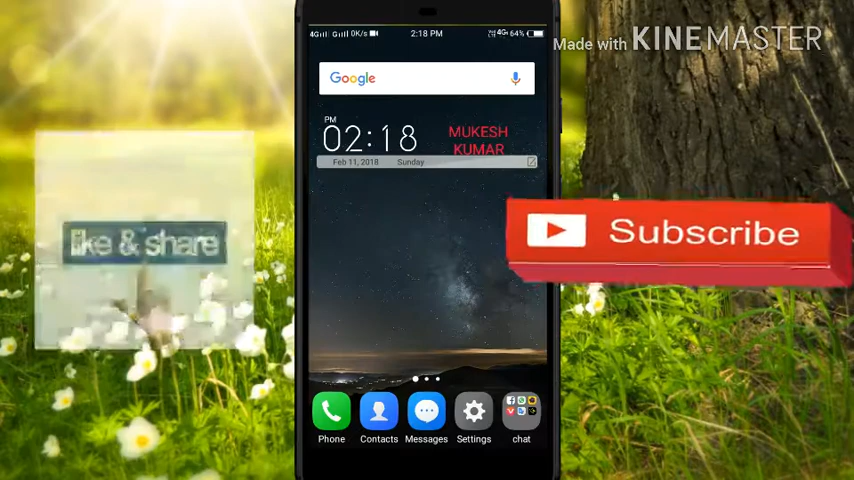 4G 4G 0K/s 2:18 PM 4G 64%
Made with KINEMASTER
Google
PM
02:18
MUKESH
KUMAR
Feb 11, 2018 Sunday
like & share
Subscribe
Phone Contacts Messages Settings chat